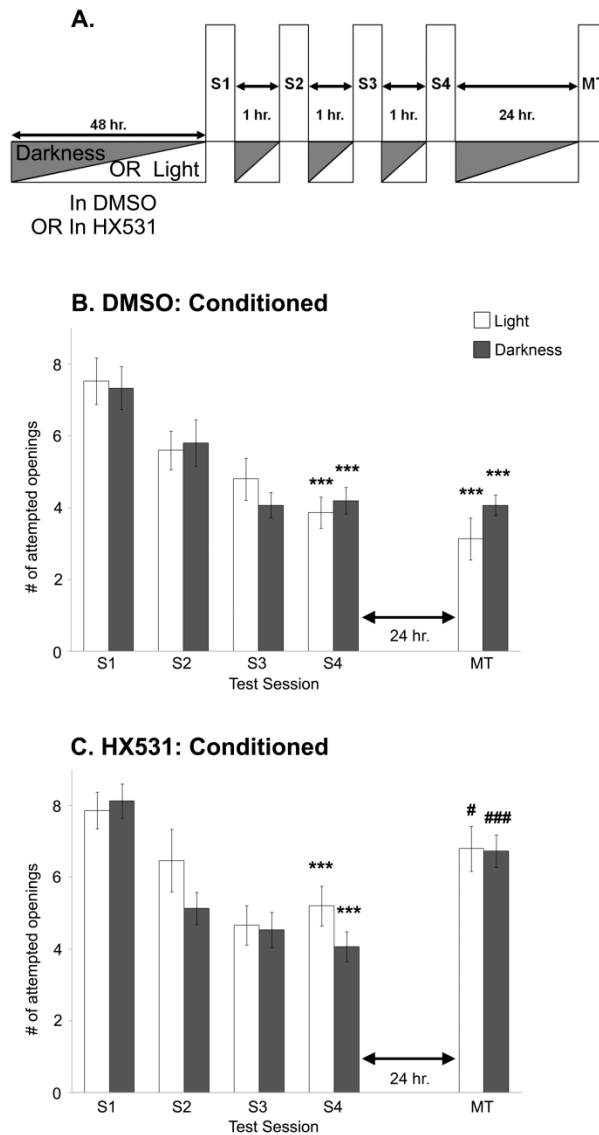 A.
S1 S2 S3 S4 MT
48 hr. 1 hr. 1 hr. 1 hr. 24 hr.
Darkness
OR Light
In DMSO
OR In HX531
B. DMSO: Conditioned
Light
Darkness
# of attempted openings
8
6
4
2
0
*** *** *** ***
24 hr.
S1 S2 S3 S4 MT
Test Session
C. HX531: Conditioned
# of attempted openings
8
6
4
2
0
*** *** # ###
24 hr.
S1 S2 S3 S4 MT
Test Session